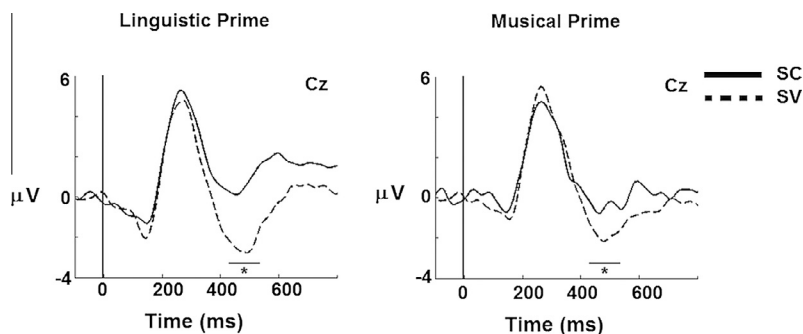 Linguistic Prime
Musical Prime
6
Cz
μV
0
-4
0 200 400 600
Time (ms)
*
6
Cz
μV
0
-4
0 200 400 600
Time (ms)
*
SC
SV